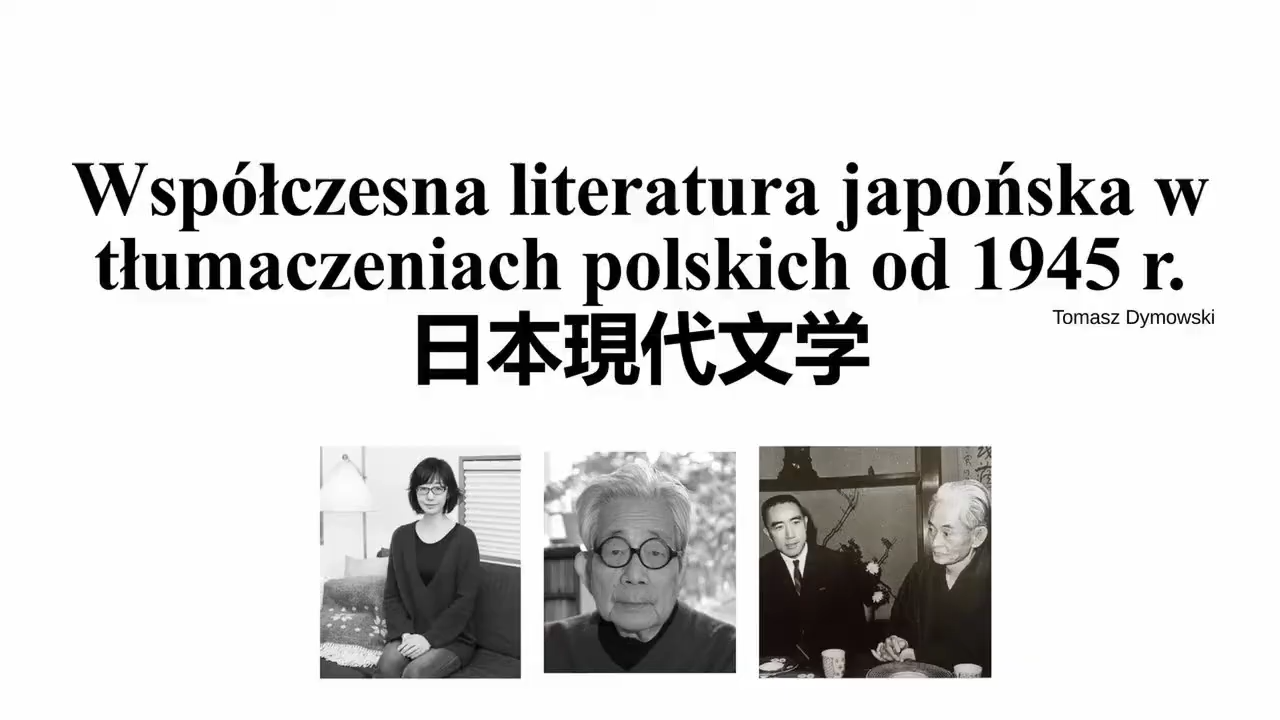 Współczesna literatura japońska w
tłumaczeniach polskich od 1945 r.
Tomasz Dymowski
日本現代文学